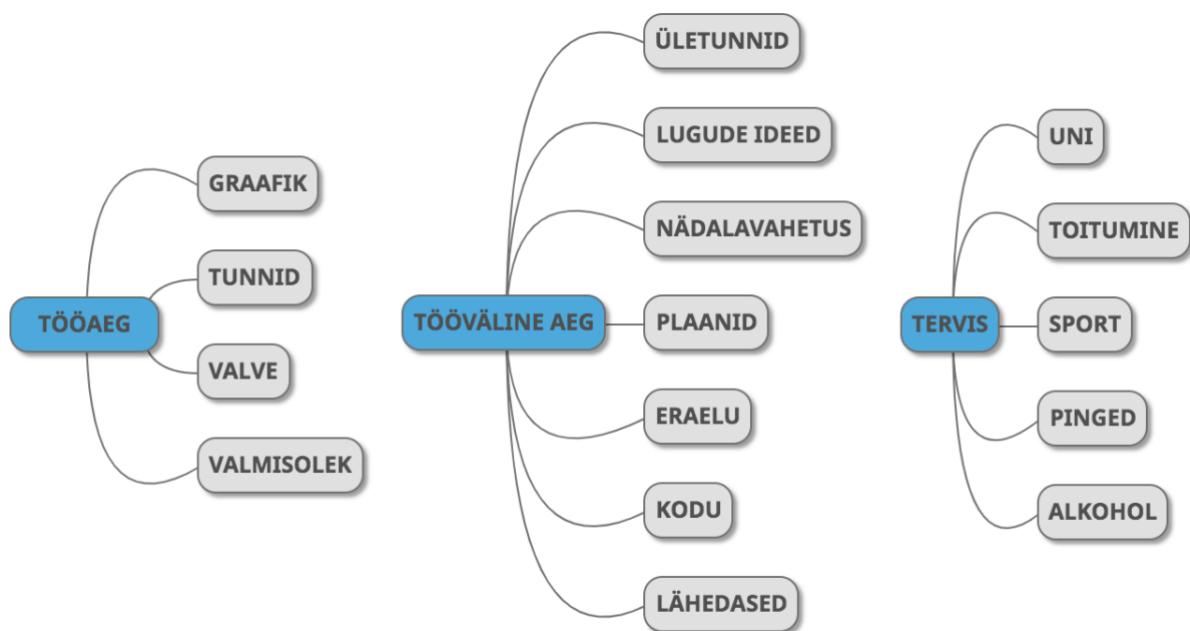 TÖÖAEG
GRAAFIK
TUNNID
VALVE
VALMISOLEK
TÖÖVÄLINE AEG
ÜLETUNNID
LUGUDE IDEED
NÄDALAVAHETUS
PLAANID
ERAELU
KODU
LÄHEDASED
TERVIS
UNI
TOITUMINE
SPORT
PINGED
ALKOHOL